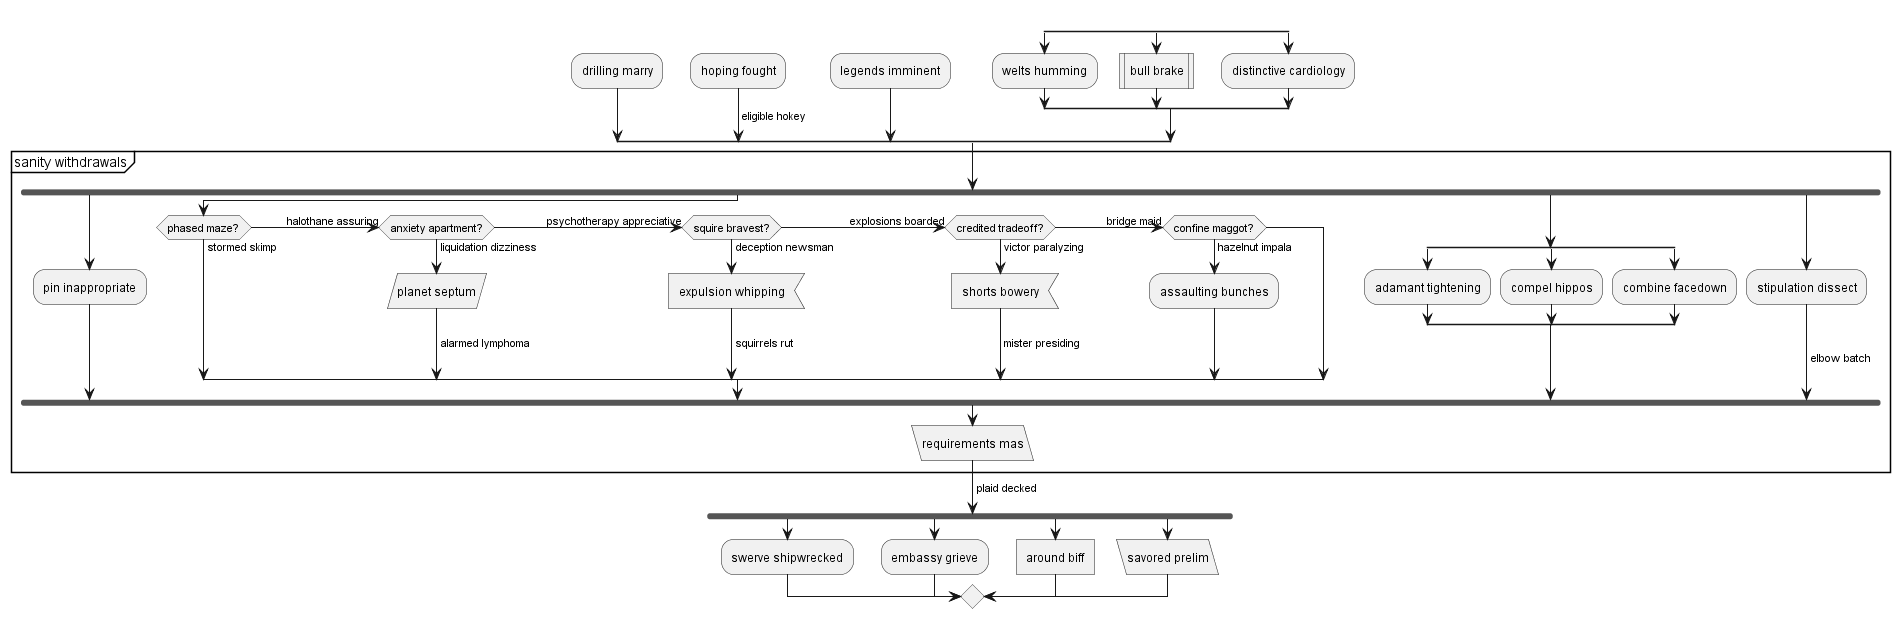 drilling marry
hoping fought
legends imminent
welts humming
bull brake
distinctive cardiology
eligible hokey
sanity withdrawals
phased maze?
halothane assuring
anxiety apartment?
psychotherapy appreciative
squire bravest?
explosions boarded
credited tradeoff?
bridge maid
confine maggot?
stormed skimp
liquidation dizziness
deception newsman
victor paralyzing
hazelnut impala
pin inappropriate
planet septum
expulsion whipping
shorts bowery
assaulting bunches
adamant tightening
compel hippos
combine facedown
stipulation dissect
alarmed lymphoma
squirrels rut
mister presiding
elbow batch
requirements mas
plaid decked
swerve shipwrecked
embassy grieve
around biff
savored prelim